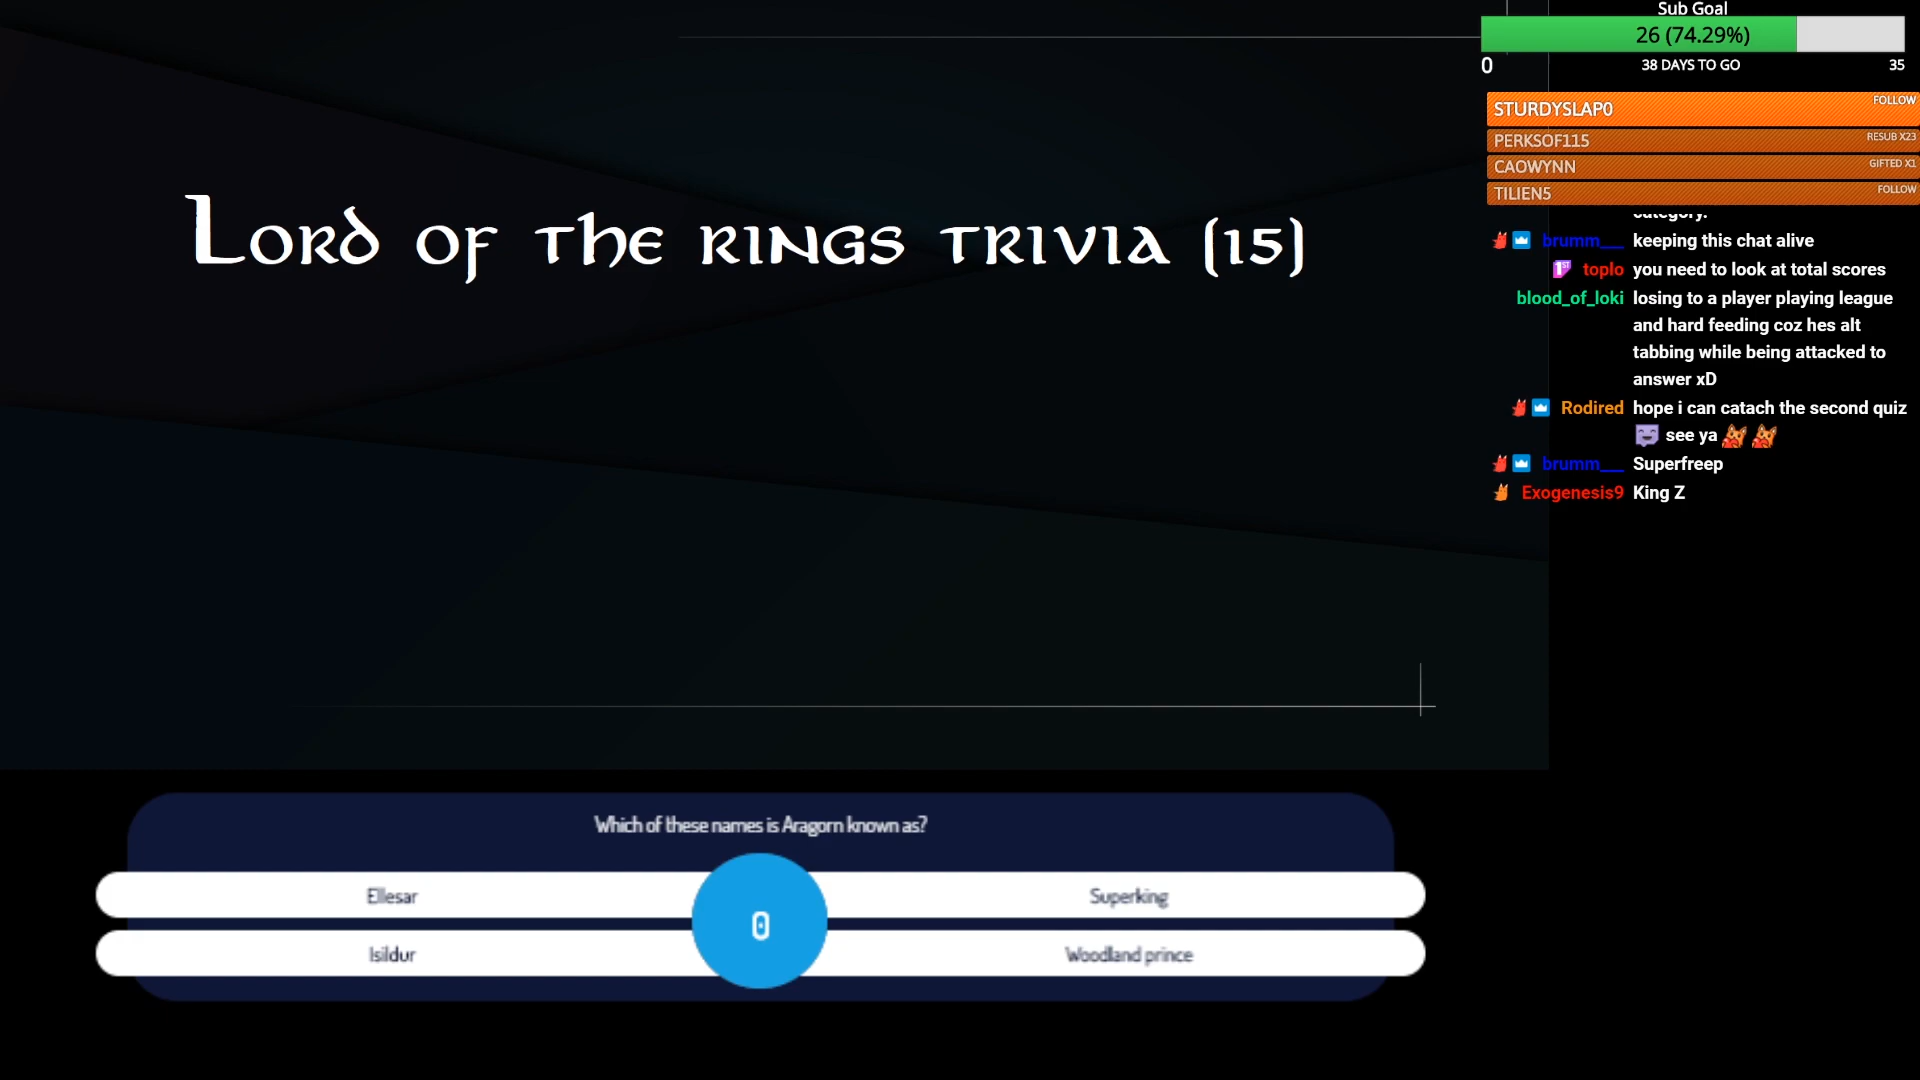 Sub Goal
26 (74.29%)
0 38 DAYS TO GO 35
STURDYSLAP0 FOLLOW
PERKSOF115 RESUB X23
CAOWYNN GIFTED X1
TILIEN5 FOLLOW
category.
brumm___ keeping this chat alive
1ST toplo you need to look at total scores
blood_of_loki losing to a player playing league
and hard feeding coz hes alt
tabbing while being attacked to
answer xD
Rodired hope i can catach the second quiz
see ya
brumm___ Superfreep
Exogenesis9 King Z
Lord of the rings trivia (15)
Which of these names is Aragorn known as?
Ellesar
Superking
0
Isildur
Woodland prince